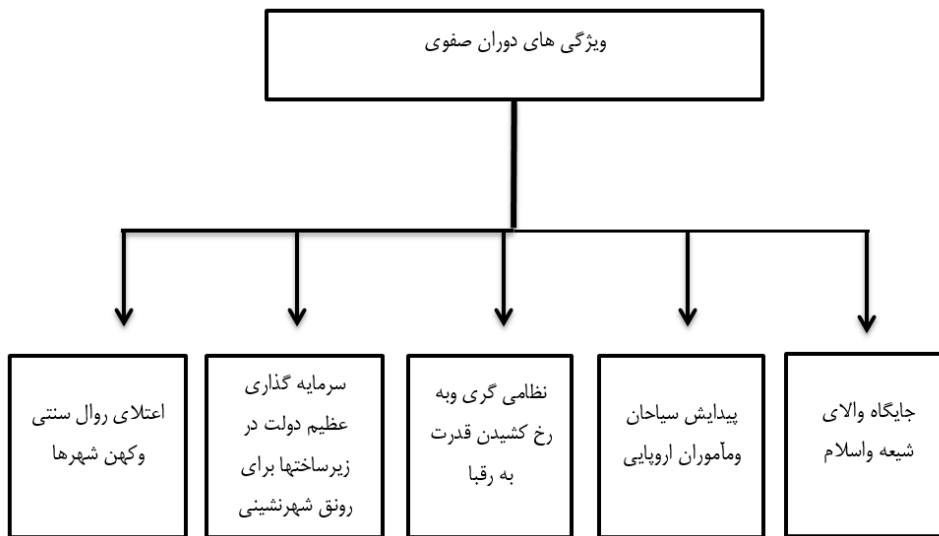 ویژگی های دوران صفوی
جایگاه والای
شیعه واسلام
پیدایش سیاحان
ومأموران اروپایی
نظامی گری وبه
رخ کشیدن قدرت
به رقبا
سرمایه گذاری
عظیم دولت در
زیرساختها برای
رونق شهرنشینی
اعتلای روال سنتی
وکهن شهرها